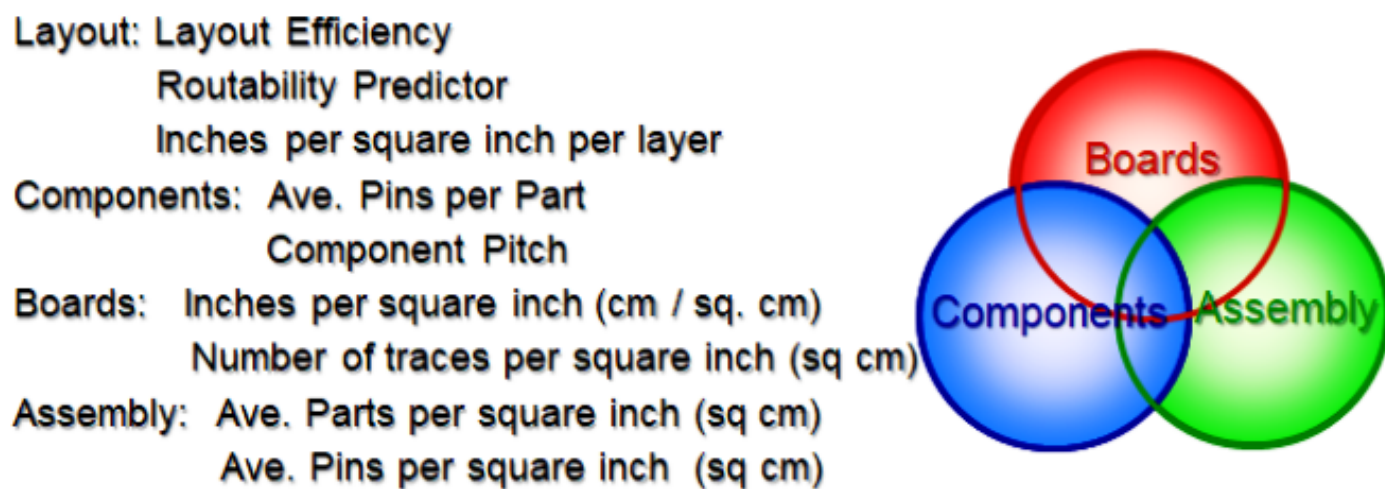 Layout: Layout Efficiency
Routability Predictor
Inches per square inch per layer
Components: Ave. Pins per Part
Component Pitch
Boards: Inches per square inch (cm / sq. cm)
Number of traces per square inch (sq cm)
Assembly: Ave. Parts per square inch (sq cm)
Ave. Pins per square inch (sq cm)
Boards
Components
Assembly